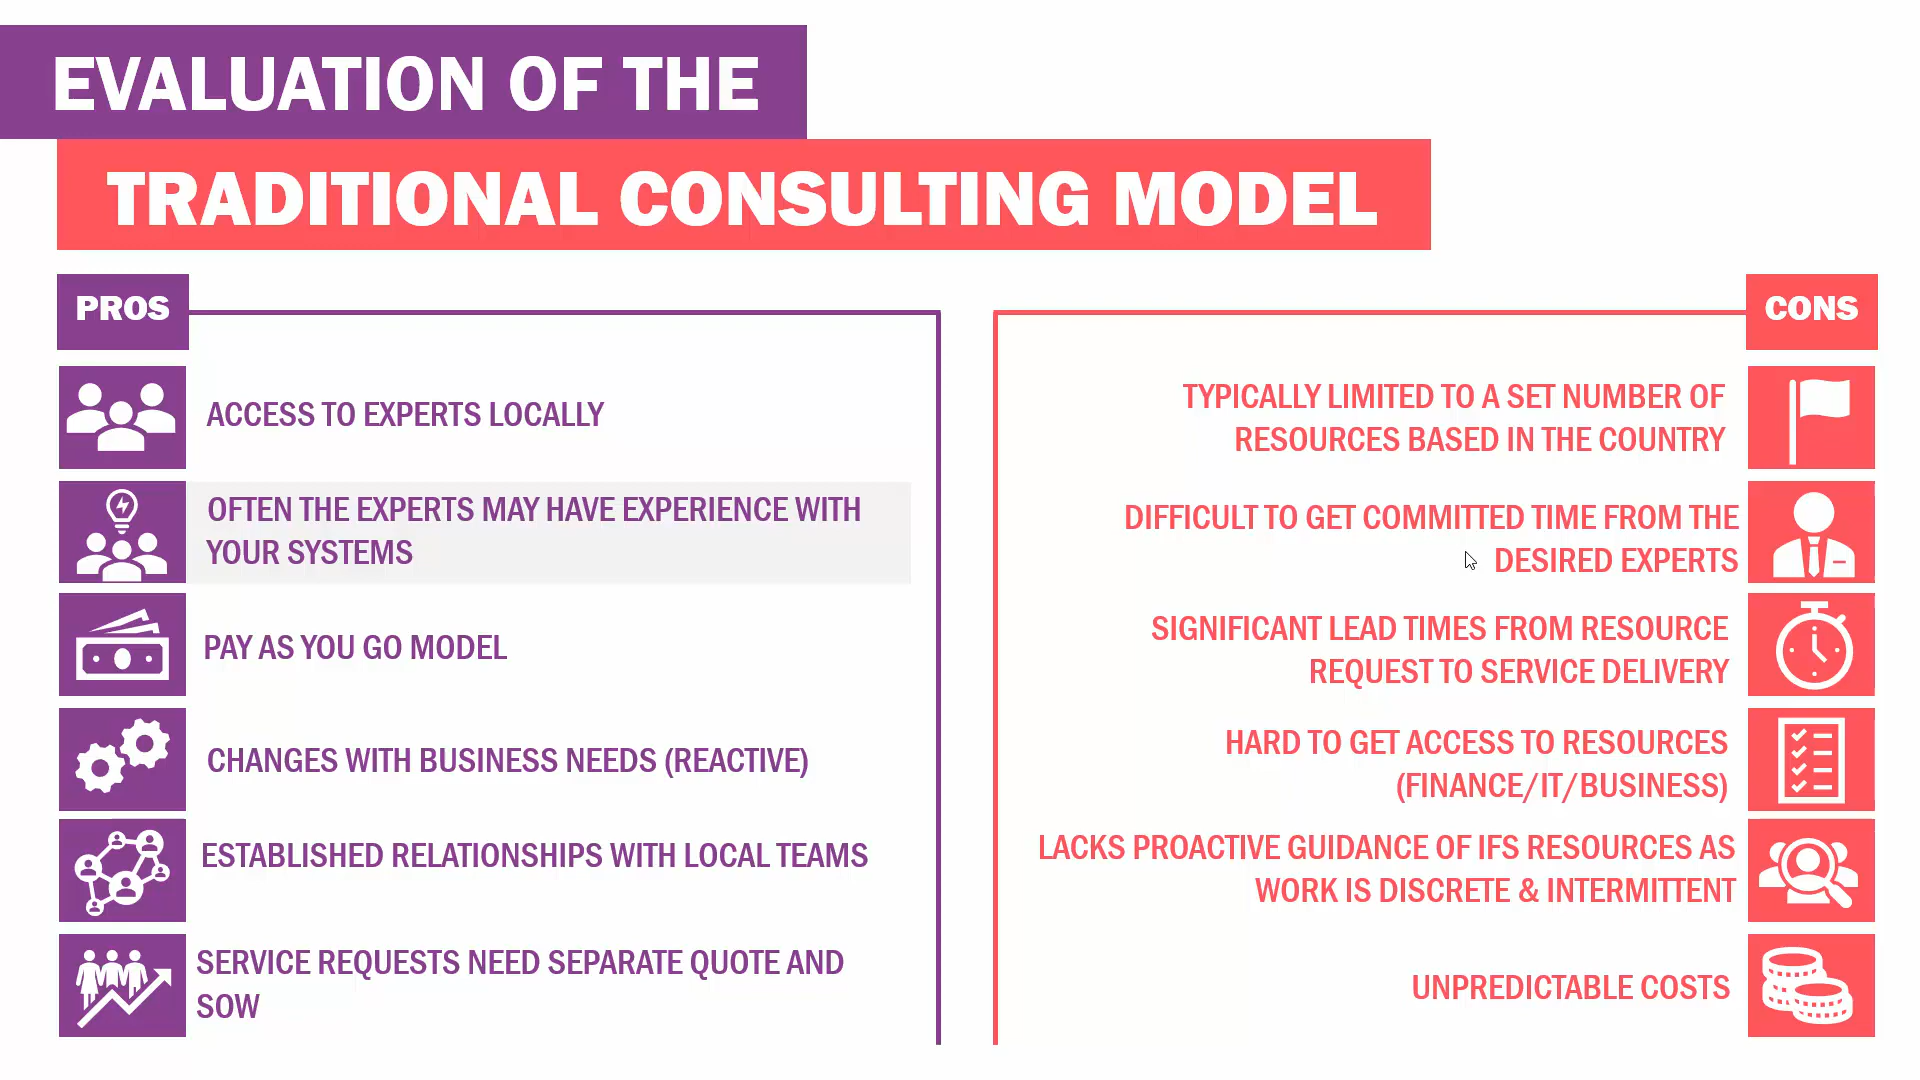 EVALUATION OF THE
TRADITIONAL CONSULTING MODEL
PROS
ACCESS TO EXPERTS LOCALLY
OFTEN THE EXPERTS MAY HAVE EXPERIENCE WITH
YOUR SYSTEMS
PAY AS YOU GO MODEL
CHANGES WITH BUSINESS NEEDS (REACTIVE)
ESTABLISHED RELATIONSHIPS WITH LOCAL TEAMS
SERVICE REQUESTS NEED SEPARATE QUOTE AND
SOW
CONS
TYPICALLY LIMITED TO A SET NUMBER OF
RESOURCES BASED IN THE COUNTRY
DIFFICULT TO GET COMMITTED TIME FROM THE
DESIRED EXPERTS
SIGNIFICANT LEAD TIMES FROM RESOURCE
REQUEST TO SERVICE DELIVERY
HARD TO GET ACCESS TO RESOURCES
(FINANCE/IT/BUSINESS)
LACKS PROACTIVE GUIDANCE OF IFS RESOURCES AS
WORK IS DISCRETE & INTERMITTENT
UNPREDICTABLE COSTS